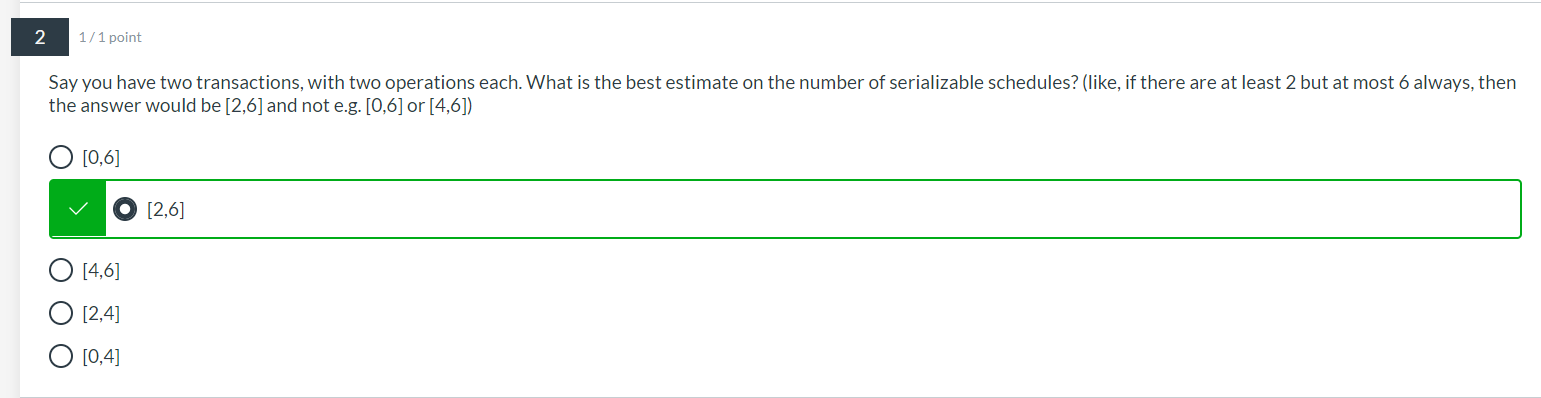 2
1 / 1 point
Say you have two transactions, with two operations each. What is the best estimate on the number of serializable schedules? (like, if there are at least 2 but at most 6 always, then
the answer would be [2,6] and not e.g. [0,6] or [4,6])
[0,6]
[2,6]
[4,6]
[2,4]
[0,4]